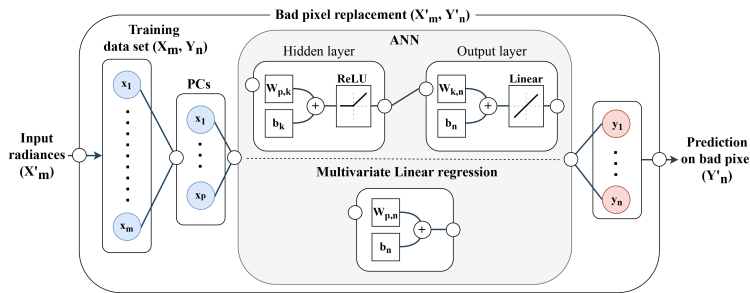 Bad pixel replacement (X'm, Y'n)
Training
data set (Xm, Yn)
ANN
Hidden layer
Output layer
x1
xm
PCs
x1
xp
Wp,k
bk
+
ReLU
Wk,n
bn
+
Linear
Input
radiances
(X'm)
Multivariate Linear regression
Wp,n
bn
+
y1
yn
Prediction
on bad pixe
(Y'n)